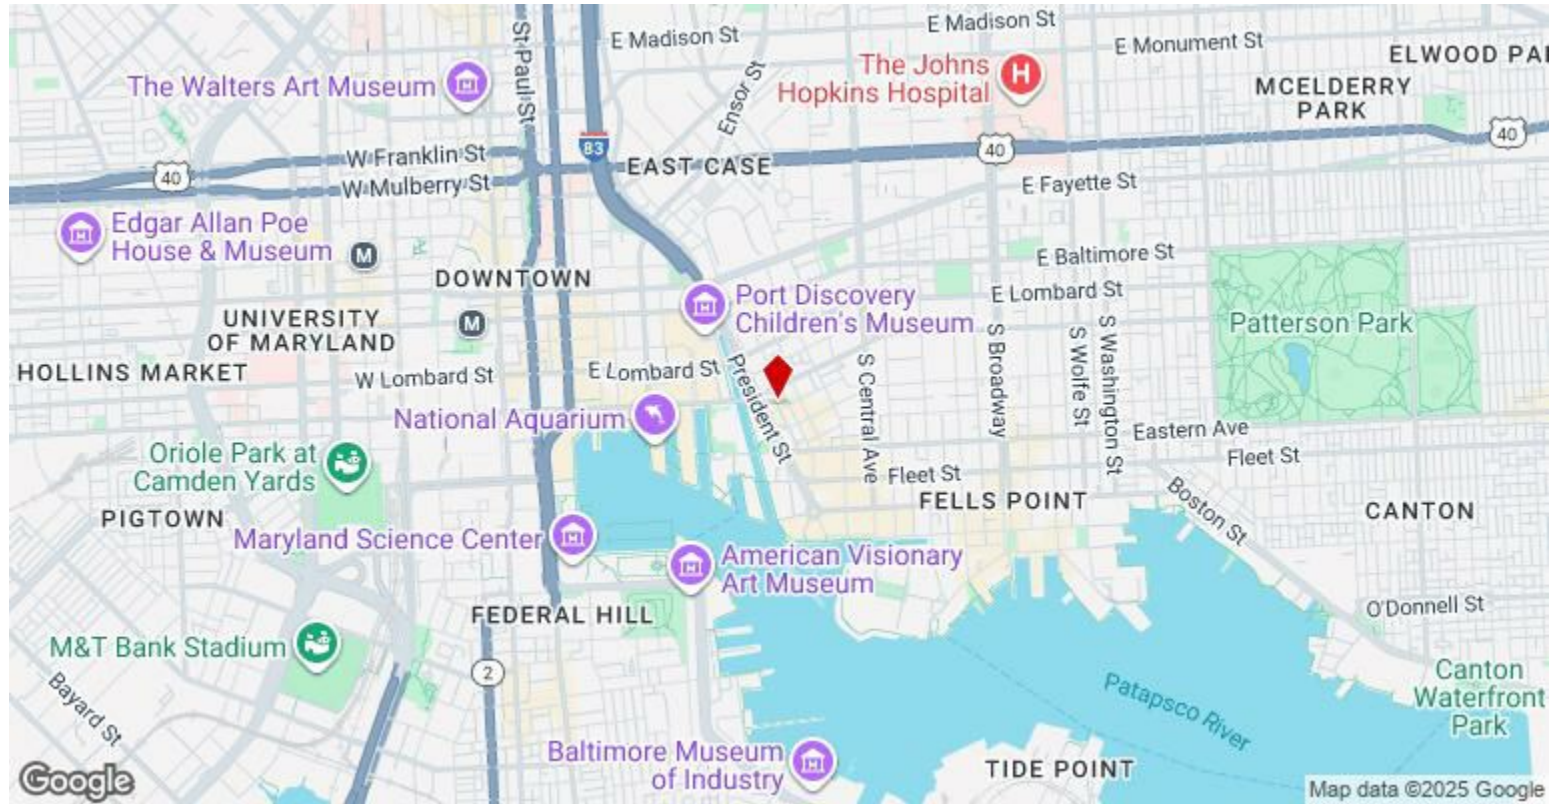 E Madison St
E Madison St
E Monument St
ELWOOD PA
St Paul St
The Walters Art Museum
Ensor St
The Johns
Hopkins Hospital
H
MCELDERRY
PARK
83
40
40
40
W Franklin St
EAST CASE
W Mulberry St
E Fayette St
Edgar Allan Poe
House & Museum
M
E Baltimore St
DOWNTOWN
E Lombard St
Port Discovery
Children's Museum
UNIVERSITY
OF MARYLAND
M
Patterson Park
S Broadway
S Wolfe St
S Washington St
HOLLINS MARKET
W Lombard St
E Lombard St
President St
S Central Ave
National Aquarium
Eastern Ave
Fleet St
Oriole Park at
Camden Yards
Fleet St
Boston St
PIGTOWN
FELLS POINT
CANTON
Maryland Science Center
American Visionary
Art Museum
FEDERAL HILL
O'Donnell St
M&T Bank Stadium
2
Bayard St
Patapsco River
Canton
Waterfront
Park
Baltimore Museum
of Industry
TIDE POINT
Google
Map data ©2025 Google